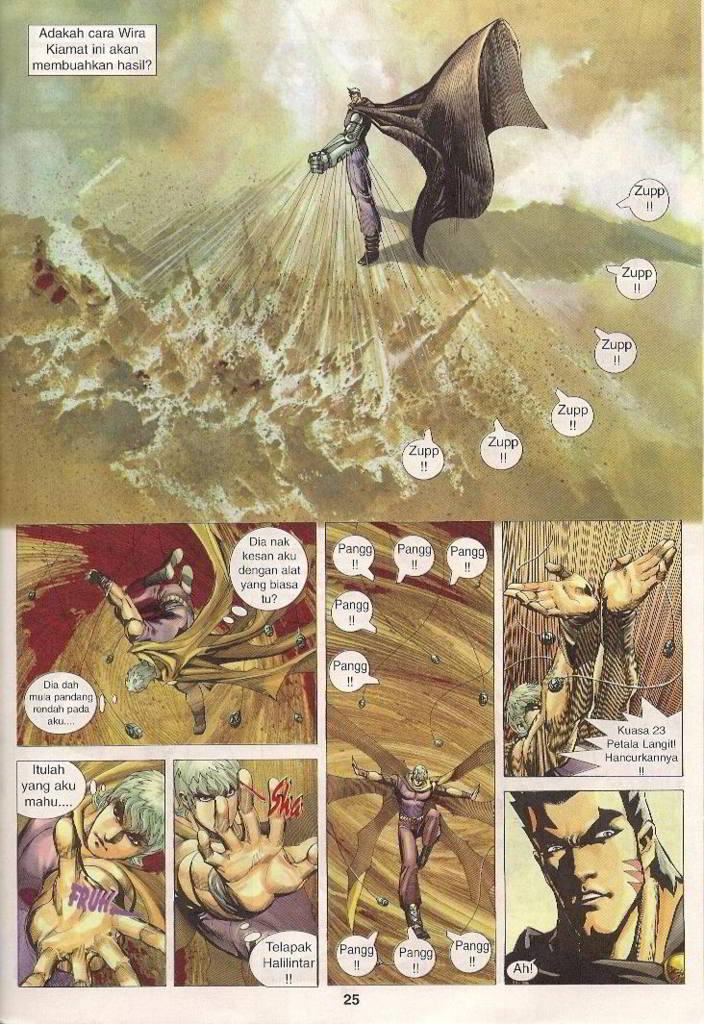 Adakah cara Wira
Kiamat ini akan
membuahkan hasil?
Zupp
!!
Zupp
!!
Zupp
!!
Zupp
!!
Zupp
!!
Zupp
!!
Dia nak
kesan aku
dengan alat
yang biasa
tu?
Dia dah
mula pandang
rendah pada
aku....
Pangg
!!
Pangg
!!
Pangg
!!
Pangg
!!
Pangg
!!
Pangg
!!
Pangg
!!
Pangg
!!
Kuasa 23
Petala Langit!
Hancurkannya
!!
Itulah
yang aku
mahu....
FRUH
Telapak
Halilintar
!!
Ah!
25